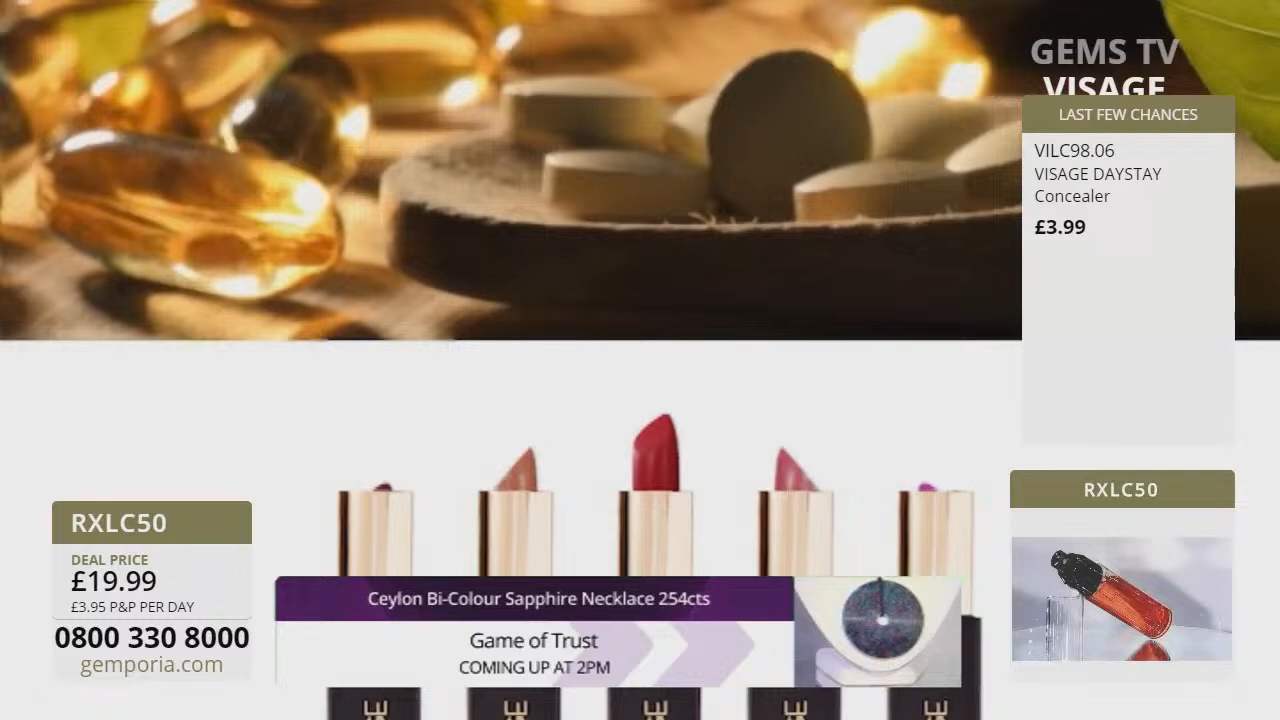 GEMS TV
VISAGE
LAST FEW CHANCES
VILC98.06
VISAGE DAYSTAY
Concealer
£3.99
RXLC50
DEAL PRICE
£19.99
£3.95 P&P PER DAY
0800 330 8000
gemporia.com
Ceylon Bi-Colour Sapphire Necklace 254cts
Game of Trust
COMING UP AT 2PM
RXLC50